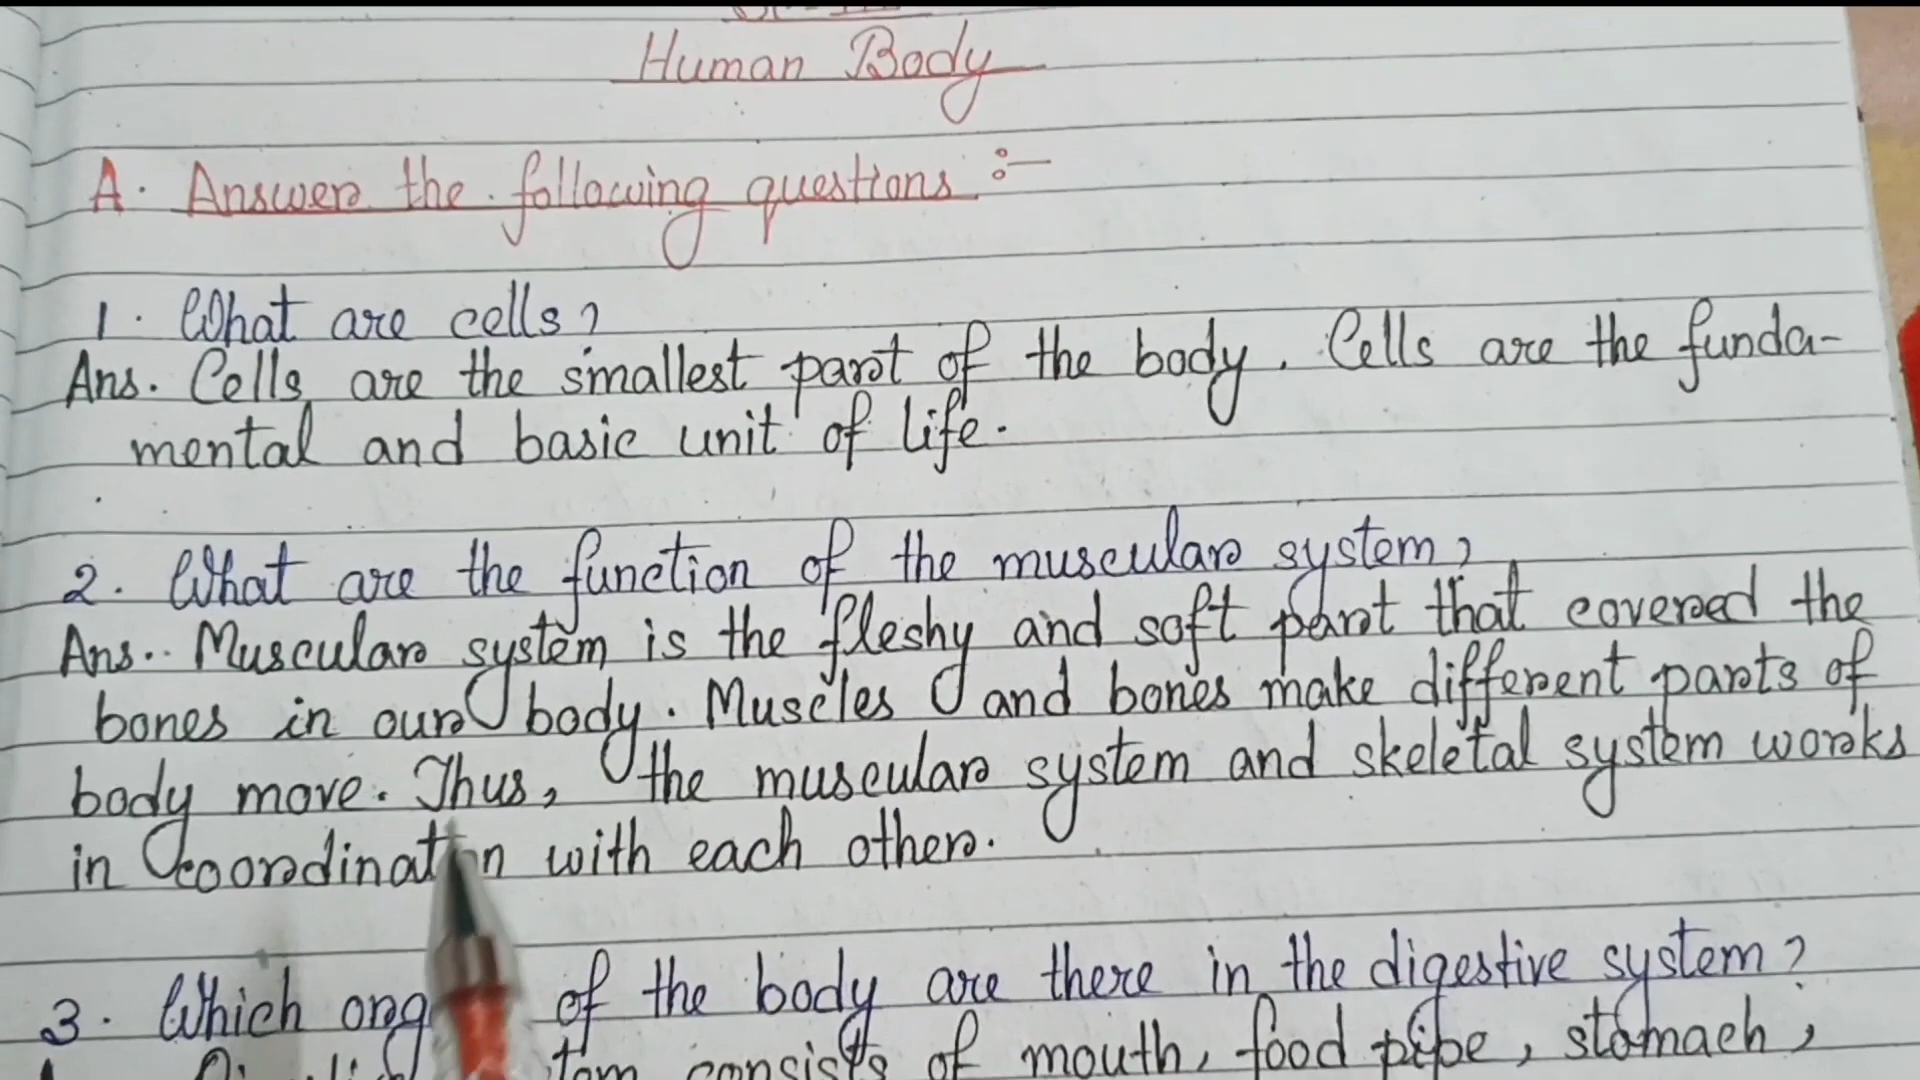 Human Body
A. Answer the following questions :-
1. What are cells?
Ans. Cells are the smallest part of the body. Cells are the funda-
mental and basic unit of life.
2. What are the function of the muscular system?
Ans. Muscular system is the fleshy and soft part that covered the
bones in our body. Muscles and bones make different parts of
body move. Thus, the muscular system and skeletal system works
in coordination with each other.
3. Which of the body are there in the digestive system?
consists of mouth, food pipe, stomach,